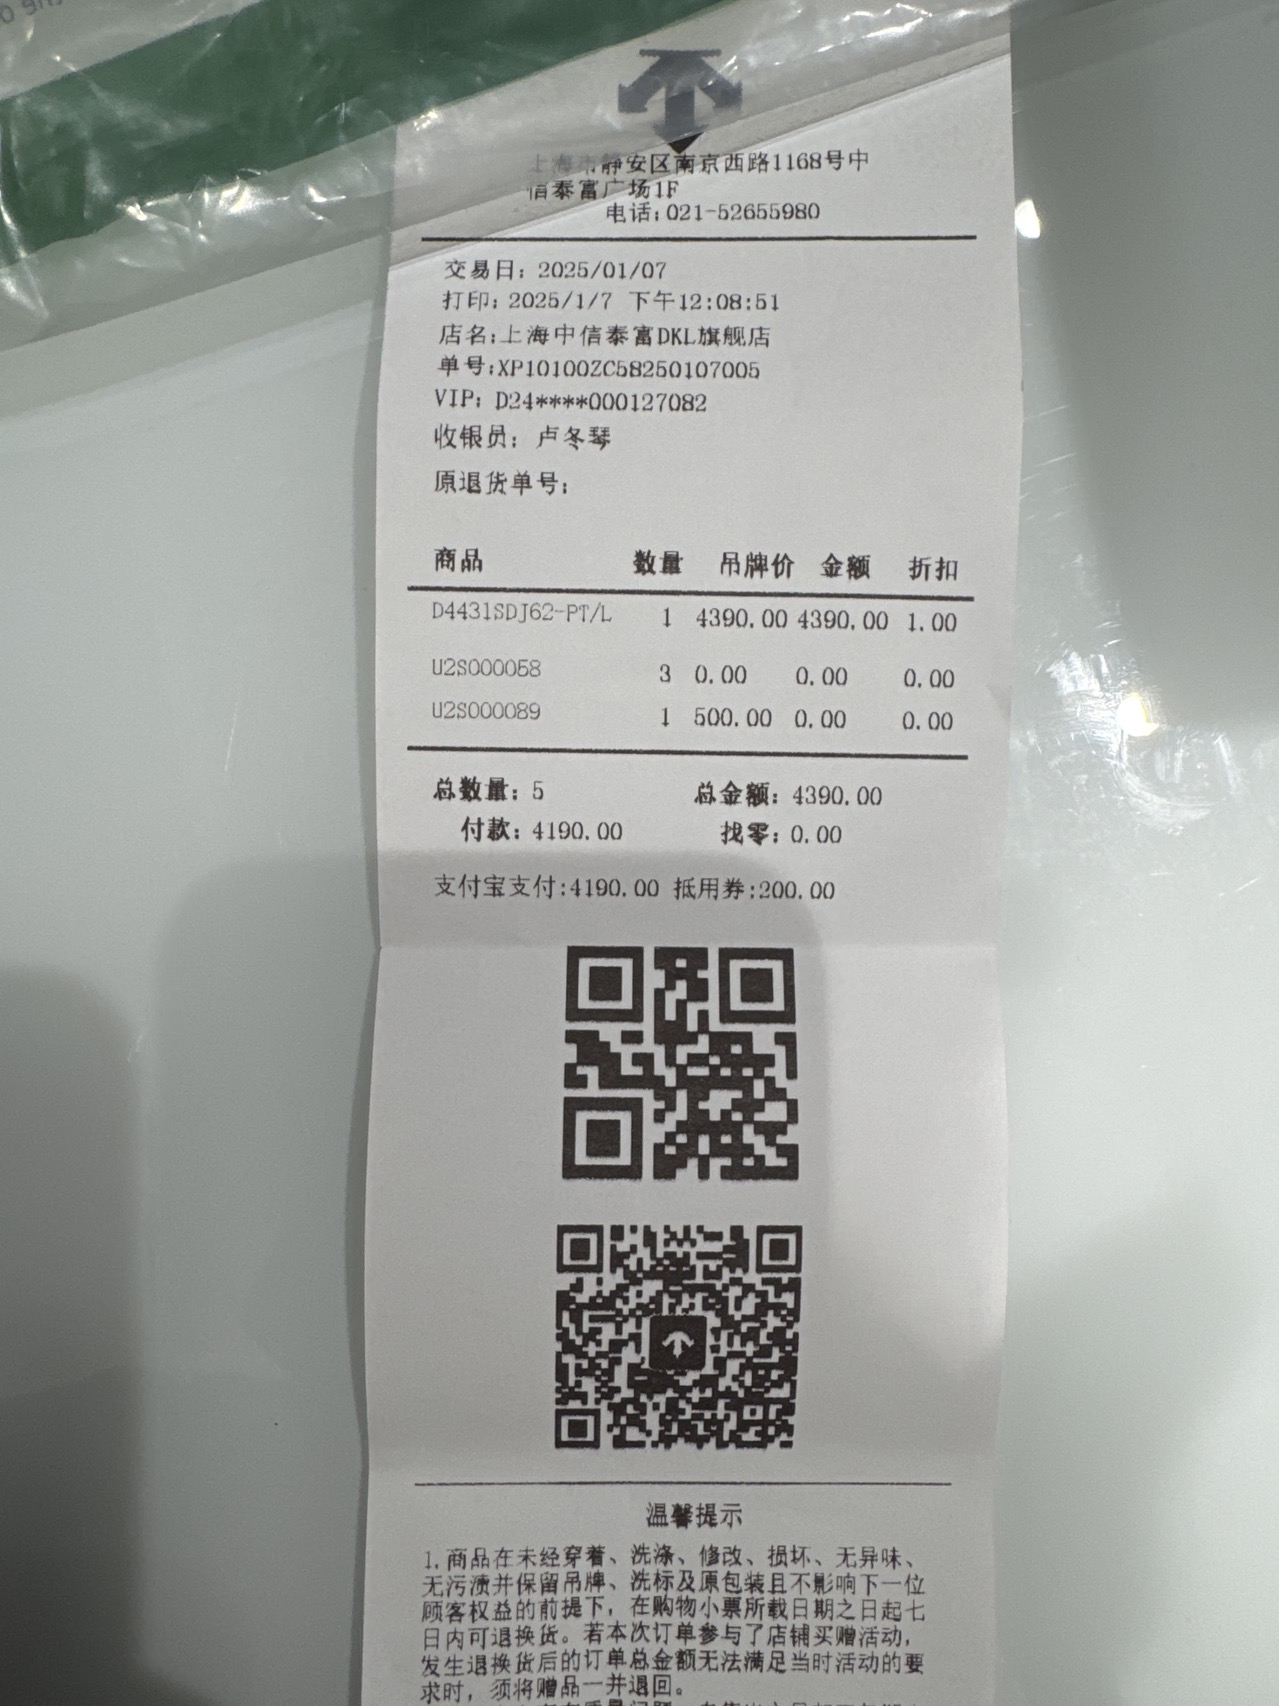 上海市静安区南京西路1168号中
信泰富广场1F
电话:021-52655980
交易日: 2025/01/07
打印: 2025/1/7 下午12:08:51
店名:上海中信泰富DKL旗舰店
单号:XP10100ZC58250107005
VIP: D24****000127082
收银员: 卢冬琴
原退货单号:
商品 数量 吊牌价 金额 折扣
D4431SDJ62-PT/L 1 4390.00 4390.00 1.00
U2S000058 3 0.00 0.00 0.00
U2S000089 1 500.00 0.00 0.00
总数量: 5 总金额: 4390.00
付款: 4190.00 找零: 0.00
支付宝支付:4190.00 抵用券:200.00
温馨提示
1.商品在未经穿着、洗涤、修改、损坏、无异味、
无污渍并保留吊牌、洗标及原包装且不影响下一位
顾客权益的前提下，在购物小票所载日期之日起七
日内可退换货。若本次订单参与了店铺买赠活动，
发生退换货后的订单总金额无法满足当时活动的要
求时，须将赠品一并退回。